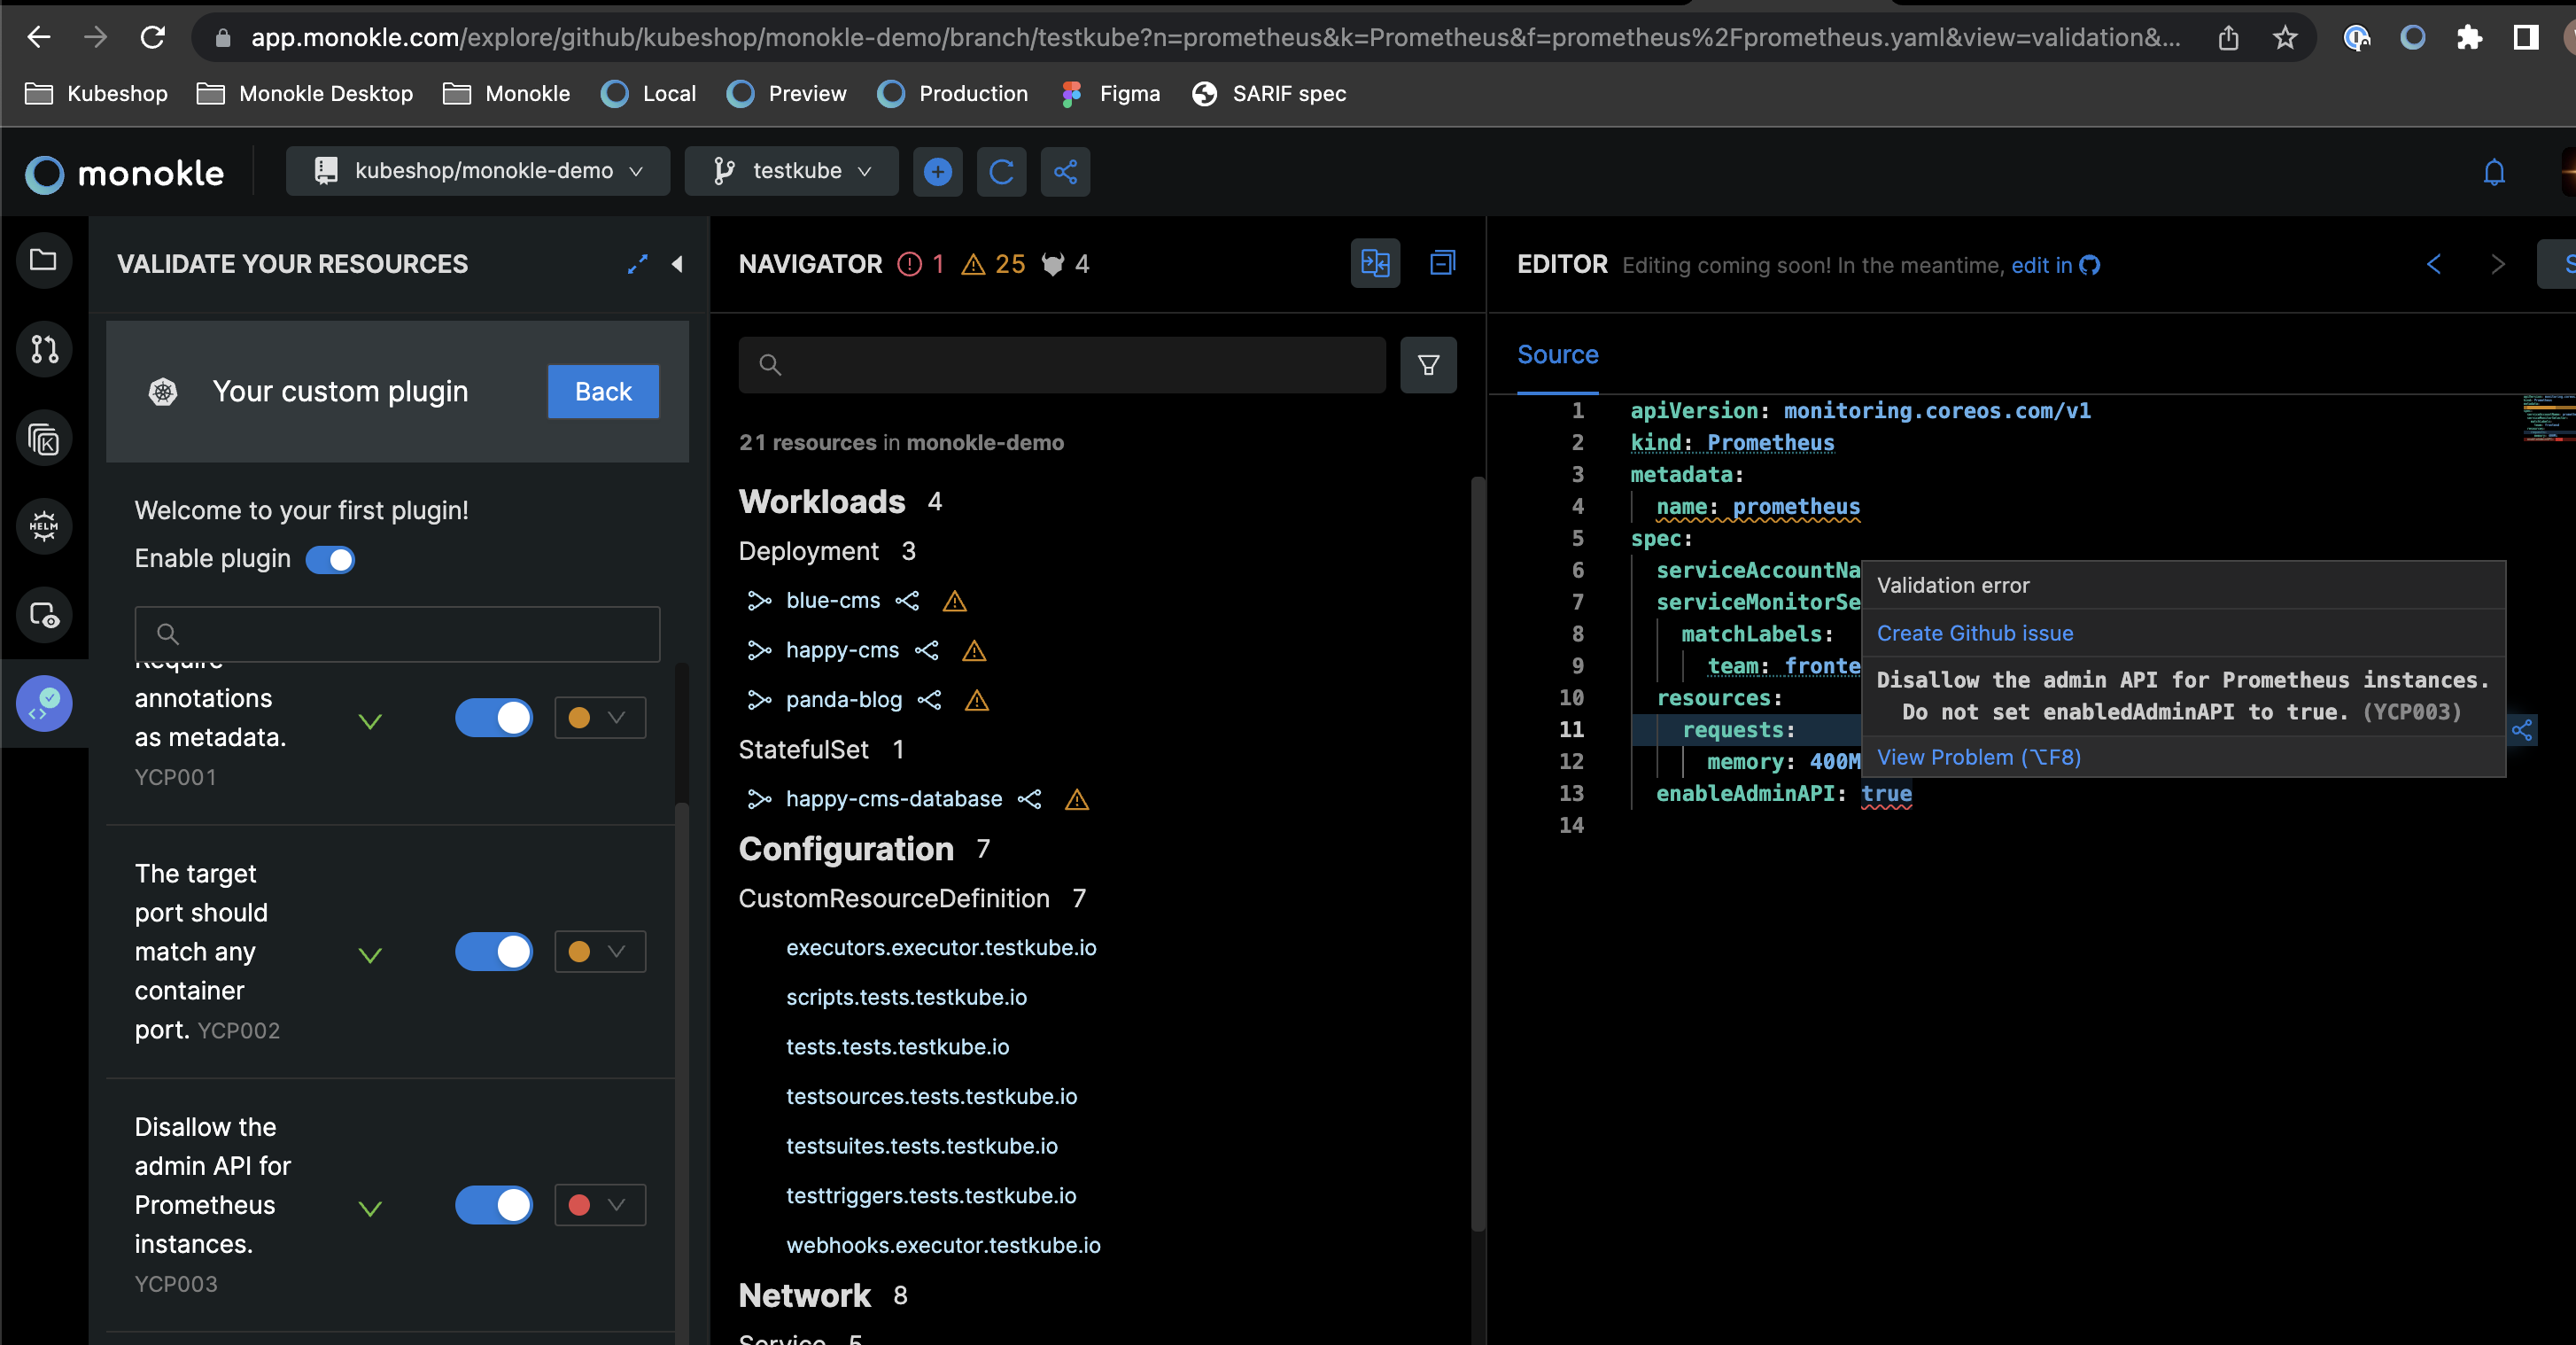 app.monokle.com/explore/github/kubeshop/monokle-demo/branch/testkube?n=prometheus&k=Prometheus&f=prometheus%2Fprometheus.yaml&view=validation&...
Kubeshop Monokle Desktop Monokle Local Preview Production Figma SARIF spec
monokle kubeshop/monokle-demo testkube
VALIDATE YOUR RESOURCES
Your custom plugin Back
Welcome to your first plugin!
Enable plugin
HELM
K
Require
annotations
as metadata.
YCP001
The target
port should
match any
container
port. YCP002
Disallow the
admin API for
Prometheus
instances.
YCP003
NAVIGATOR 1 25 4
21 resources in monokle-demo
Workloads 4
Deployment 3
blue-cms
happy-cms
panda-blog
StatefulSet 1
happy-cms-database
Configuration 7
CustomResourceDefinition 7
executors.executor.testkube.io
scripts.tests.testkube.io
tests.tests.testkube.io
testsources.tests.testkube.io
testsuites.tests.testkube.io
testtriggers.tests.testkube.io
webhooks.executor.testkube.io
Network 8
Service 5
EDITOR Editing coming soon! In the meantime, edit in
S
Source
1 apiVersion: monitoring.coreos.com/v1
2 kind: Prometheus
3 metadata:
4 name: prometheus
5 spec:
6 serviceAccountNa
7 serviceMonitorSe
8 matchLabels:
9 team: fronte
10 resources:
11 requests:
12 memory: 400M
13 enableAdminAPI: true
14
Validation error
Create Github issue
Disallow the admin API for Prometheus instances.
Do not set enabledAdminAPI to true. (YCP003)
View Problem (⌥F8)